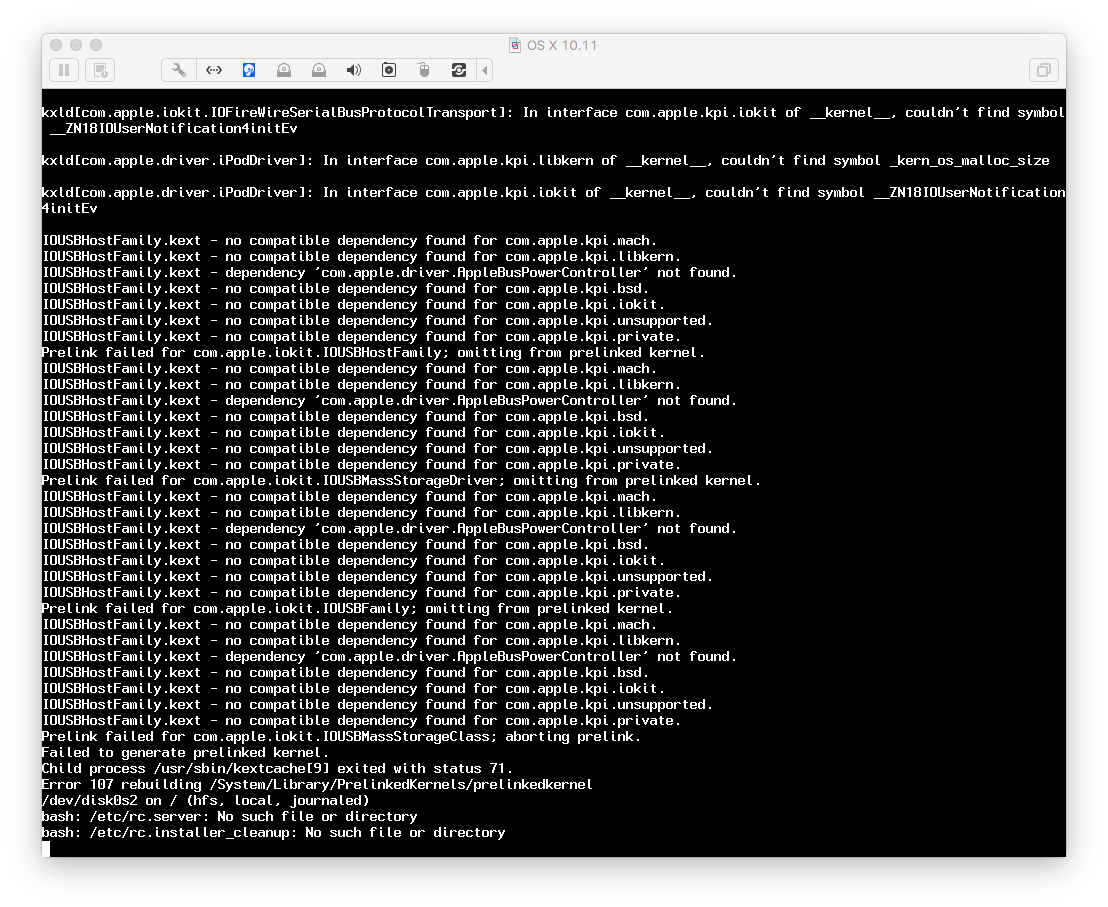 OS X 10.11
kxld[com.apple.iokit.IOFireWireSerialBusProtocolTransport]: In interface com.apple.kpi.iokit of __kernel__, couldn't find symbol
__ZN18IOUserNotification4initEv
kxld[com.apple.driver.iPodDriver]: In interface com.apple.kpi.libkern of __kernel__, couldn't find symbol _kern_os_malloc_size
kxld[com.apple.driver.iPodDriver]: In interface com.apple.kpi.iokit of __kernel__, couldn't find symbol __ZN18IOUserNotification
4initEv
IOUSBHostFamily.kext - no compatible dependency found for com.apple.kpi.mach.
IOUSBHostFamily.kext - no compatible dependency found for com.apple.kpi.libkern.
IOUSBHostFamily.kext - dependency 'com.apple.driver.AppleBusPowerController' not found.
IOUSBHostFamily.kext - no compatible dependency found for com.apple.kpi.bsd.
IOUSBHostFamily.kext - no compatible dependency found for com.apple.kpi.iokit.
IOUSBHostFamily.kext - no compatible dependency found for com.apple.kpi.unsupported.
IOUSBHostFamily.kext - no compatible dependency found for com.apple.kpi.private.
Prelink failed for com.apple.iokit.IOUSBHostFamily; omitting from prelinked kernel.
IOUSBHostFamily.kext - no compatible dependency found for com.apple.kpi.mach.
IOUSBHostFamily.kext - no compatible dependency found for com.apple.kpi.libkern.
IOUSBHostFamily.kext - dependency 'com.apple.driver.AppleBusPowerController' not found.
IOUSBHostFamily.kext - no compatible dependency found for com.apple.kpi.bsd.
IOUSBHostFamily.kext - no compatible dependency found for com.apple.kpi.iokit.
IOUSBHostFamily.kext - no compatible dependency found for com.apple.kpi.unsupported.
IOUSBHostFamily.kext - no compatible dependency found for com.apple.kpi.private.
Prelink failed for com.apple.iokit.IOUSBMassStorageDriver; omitting from prelinked kernel.
IOUSBHostFamily.kext - no compatible dependency found for com.apple.kpi.mach.
IOUSBHostFamily.kext - no compatible dependency found for com.apple.kpi.libkern.
IOUSBHostFamily.kext - dependency 'com.apple.driver.AppleBusPowerController' not found.
IOUSBHostFamily.kext - no compatible dependency found for com.apple.kpi.bsd.
IOUSBHostFamily.kext - no compatible dependency found for com.apple.kpi.iokit.
IOUSBHostFamily.kext - no compatible dependency found for com.apple.kpi.unsupported.
IOUSBHostFamily.kext - no compatible dependency found for com.apple.kpi.private.
Prelink failed for com.apple.iokit.IOUSBFamily; omitting from prelinked kernel.
IOUSBHostFamily.kext - no compatible dependency found for com.apple.kpi.mach.
IOUSBHostFamily.kext - no compatible dependency found for com.apple.kpi.libkern.
IOUSBHostFamily.kext - dependency 'com.apple.driver.AppleBusPowerController' not found.
IOUSBHostFamily.kext - no compatible dependency found for com.apple.kpi.bsd.
IOUSBHostFamily.kext - no compatible dependency found for com.apple.kpi.iokit.
IOUSBHostFamily.kext - no compatible dependency found for com.apple.kpi.unsupported.
IOUSBHostFamily.kext - no compatible dependency found for com.apple.kpi.private.
Prelink failed for com.apple.iokit.IOUSBMassStorageClass; aborting prelink.
Failed to generate prelinked kernel.
Child process /usr/sbin/kextcache[9] exited with status 71.
Error 107 rebuilding /System/Library/PrelinkedKernels/prelinkedkernel
/dev/disk0s2 on / (hfs, local, journaled)
bash: /etc/rc.server: No such file or directory
bash: /etc/rc.installer_cleanup: No such file or directory